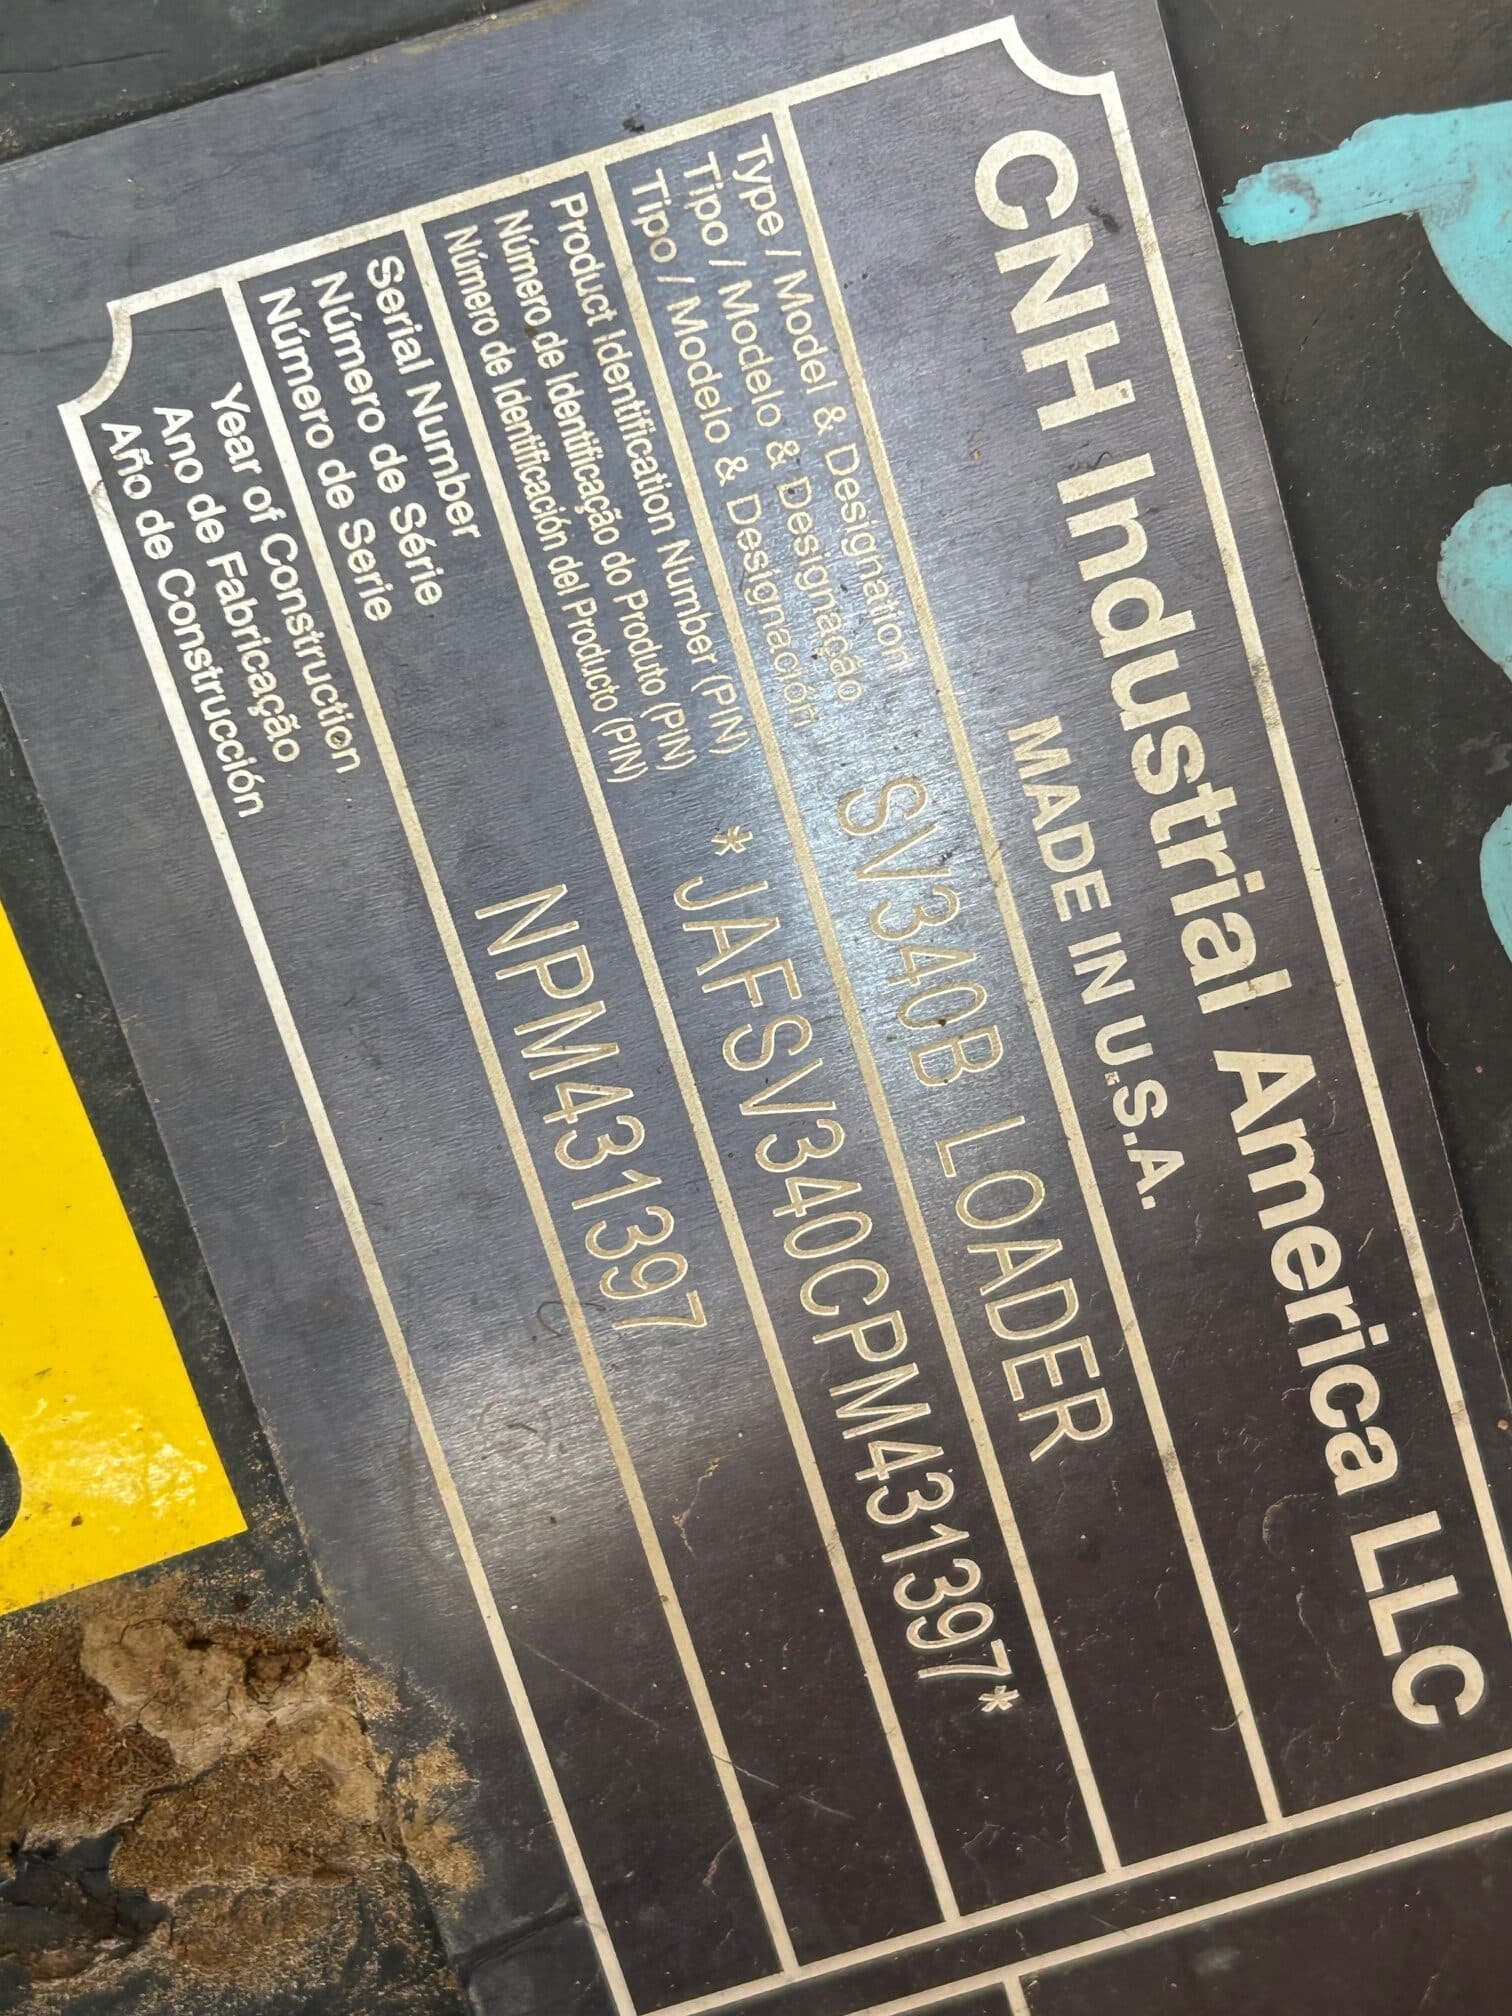 CNH Industrial America LLC
MADE IN U.S.A.
Type / Model & Designation
Tipo / Modelo & Designação
Tipo / Modelo & Designación
SV340B LOADER
Product Identification Number (PIN)
Número de Identificação do Produto (PIN)
Número de Identificación del Producto (PIN)
*JAFSV340CPM431397*
Serial Number
Número de Série
Número de Serie
NPM431397
Year of Construction
Ano de Fabricação
Año de Construcción